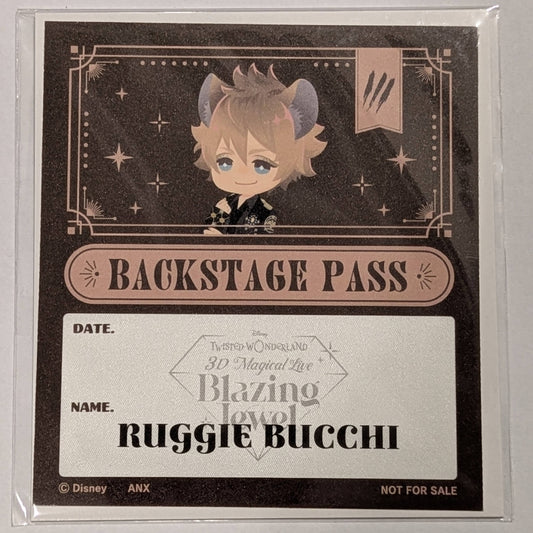 BACKSTAGE PASS
DATE.
Disney
TWISTED-WONDERLAND
3D Magical Live
Blazing
Jewel
NAME.
RUGGIE BUCCHI
© Disney ANX
NOT FOR SALE